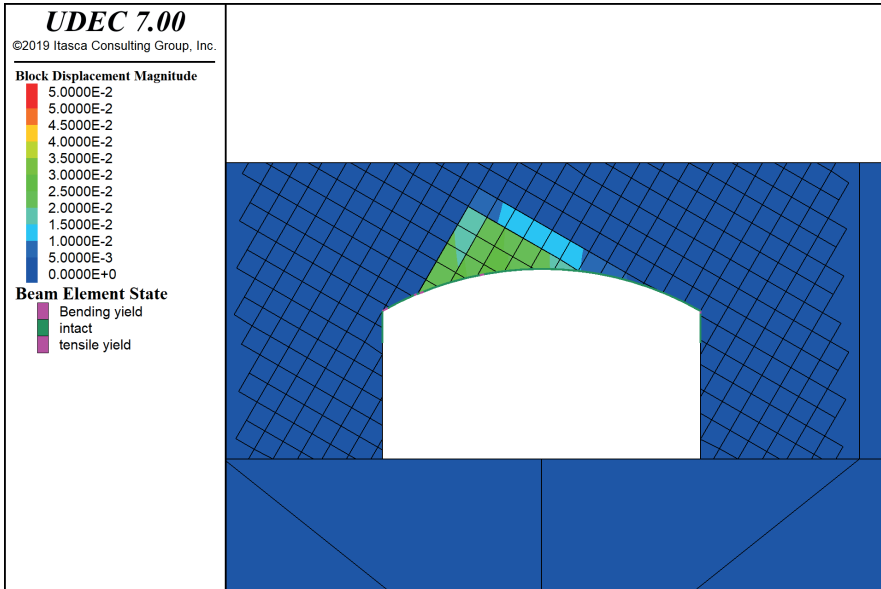 UDEC 7.00
©2019 Itasca Consulting Group, Inc.
Block Displacement Magnitude
5.0000E-2
5.0000E-2
4.5000E-2
4.0000E-2
3.5000E-2
3.0000E-2
2.5000E-2
2.0000E-2
1.5000E-2
1.0000E-2
5.0000E-3
0.0000E+0
Beam Element State
Bending yield
intact
tensile yield